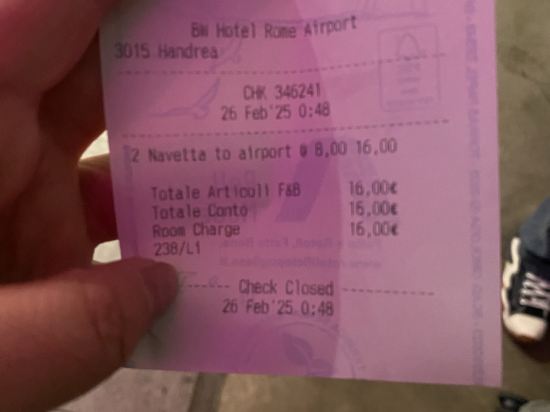 BW Hotel Rome Airport
3015 Handrea
CHK 346241
26 Feb'25 0:48
2 Navetta to airport @ 8,00 16,00
Totale Articoli F&B 16,00€
Totale Conto 16,00€
Room Charge 16,00€
238/L1
Check Closed
26 Feb'25 0:48